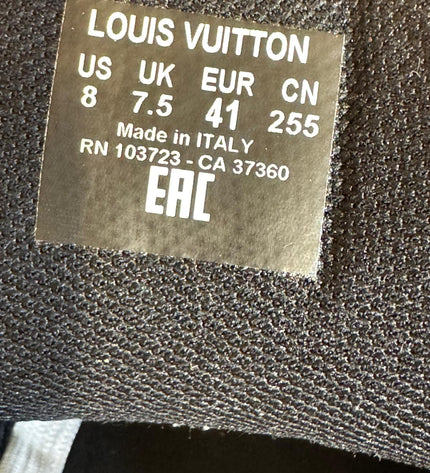 LOUIS VUITTON
US UK EUR CN
8 7.5 41 255
Made in ITALY
RN 103723 - CA 37360
EAC